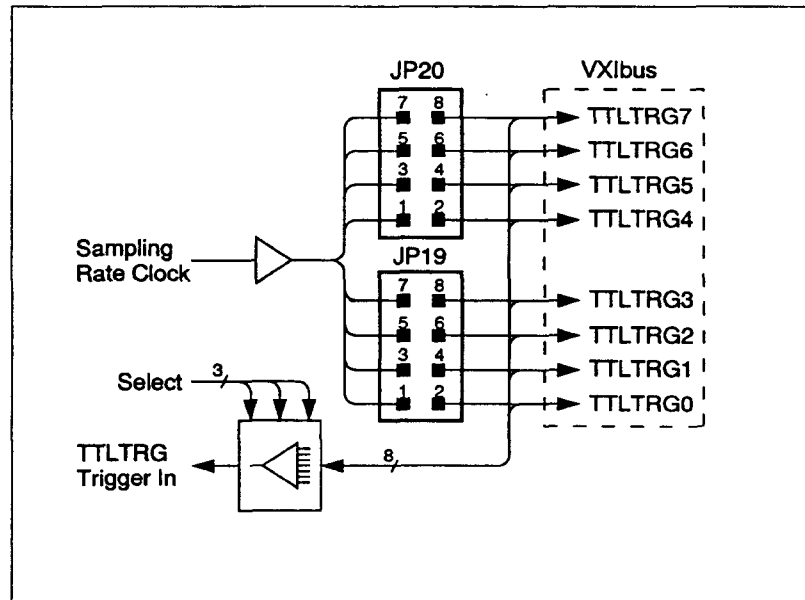 JP20
VXIbus
7 8
TTLTRG7
5 6
TTLTRG6
3 4
TTLTRG5
1 2
TTLTRG4
Sampling
Rate Clock
JP19
7 8
TTLTRG3
5 6
TTLTRG2
3 4
TTLTRG1
1 2
TTLTRG0
Select
3
TTLTRG
Trigger In
8